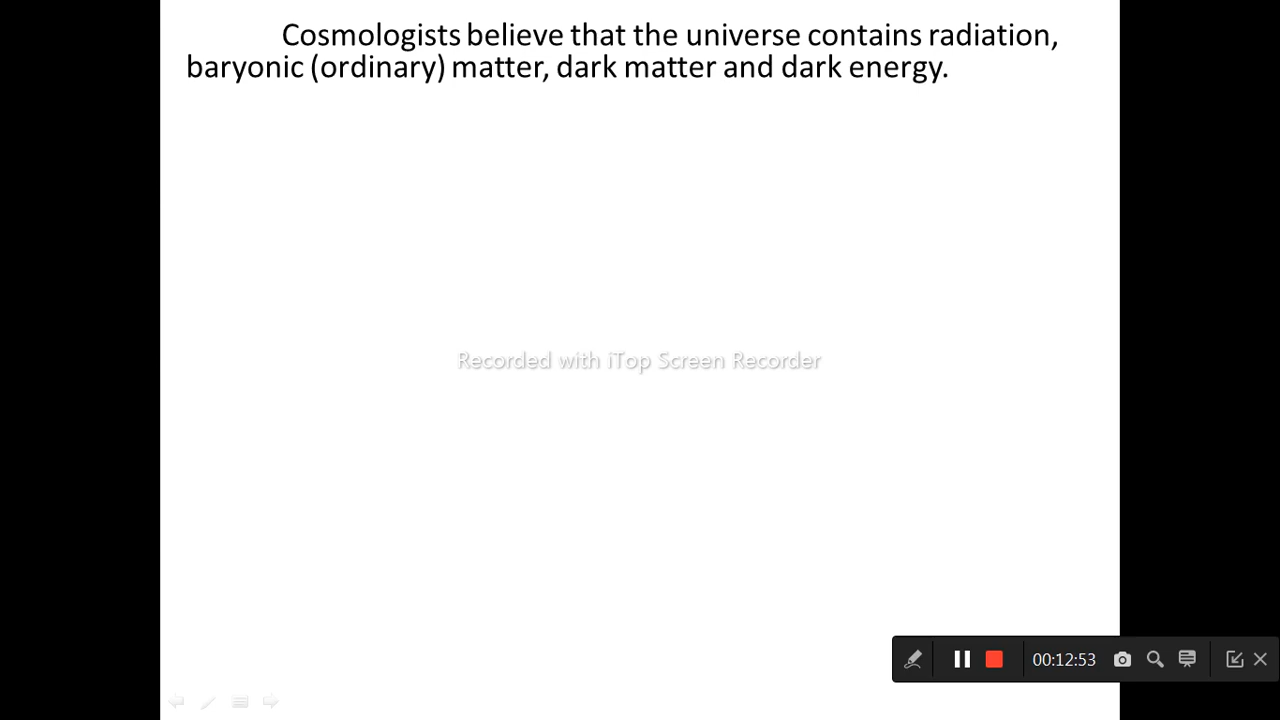 Cosmologists believe that the universe contains radiation,
baryonic (ordinary) matter, dark matter and dark energy.
Recorded with iTop Screen Recorder
00:12:53